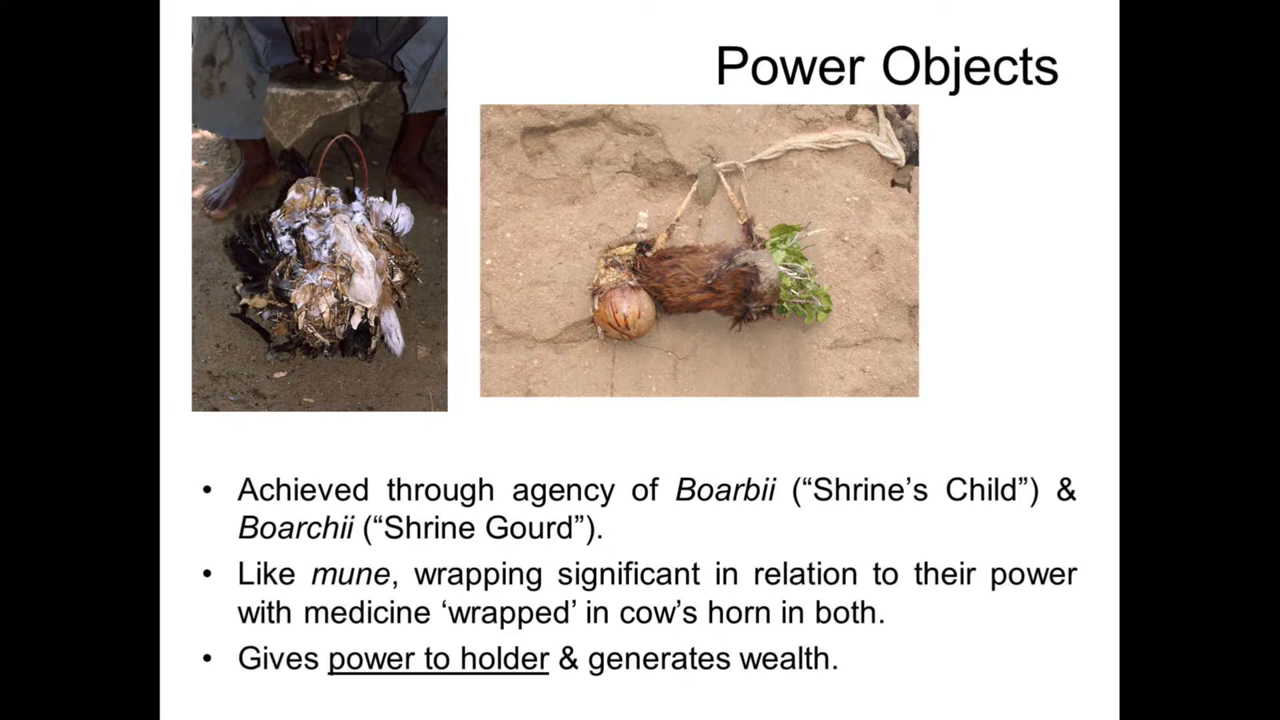 Power Objects
• Achieved through agency of Boarbii (“Shrine’s Child”) &
Boarchii (“Shrine Gourd”).
• Like mune, wrapping significant in relation to their power
with medicine ‘wrapped’ in cow’s horn in both.
• Gives power to holder & generates wealth.